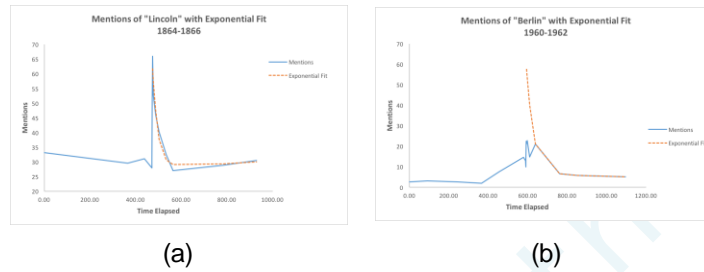 Mentions of "Lincoln" with Exponential Fit
1864-1866
70
65
60
55
50
45
40
35
30
25
20
Mentions
0.00 200.00 400.00 600.00 800.00 1000.00
Time Elapsed
Mentions
Exponential Fit
(a)
Mentions of "Berlin" with Exponential Fit
1960-1962
70
60
50
40
30
20
10
0
Mentions
0.00 200.00 400.00 600.00 800.00 1000.00 1200.00
Time Elapsed
Mentions
Exponential Fit
(b)